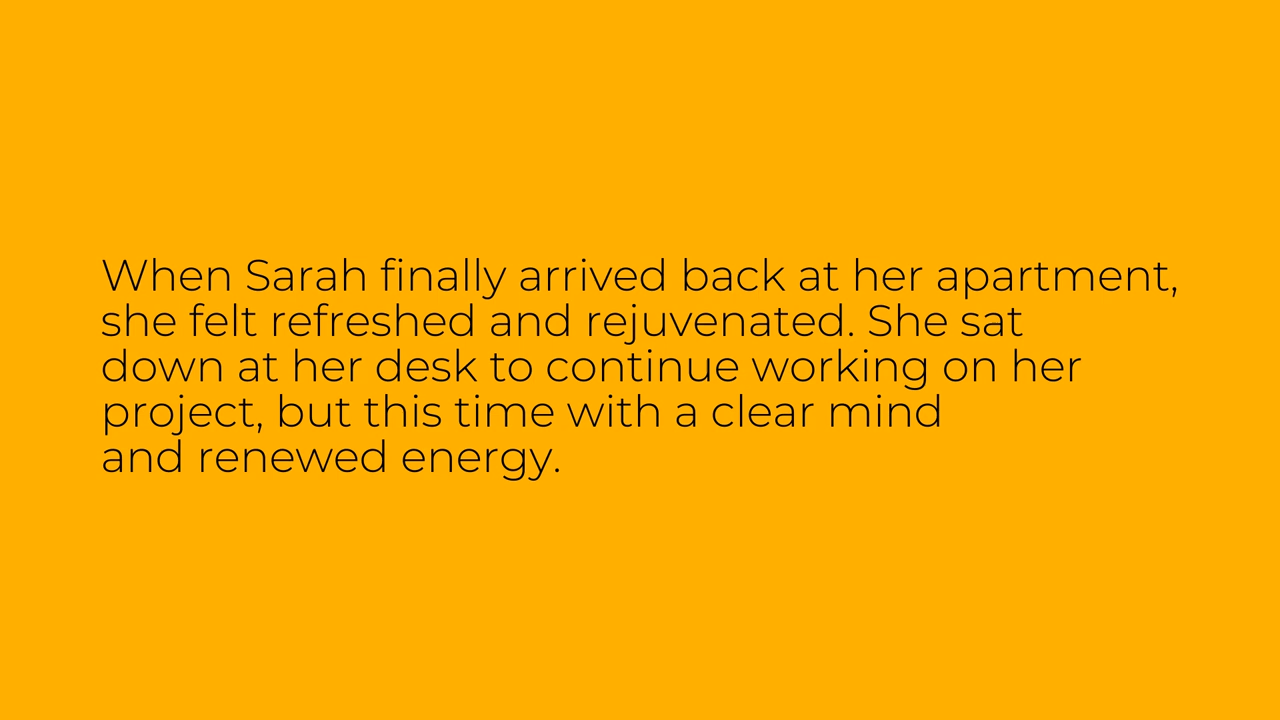 When Sarah finally arrived back at her apartment,
she felt refreshed and rejuvenated. She sat
down at her desk to continue working on her
project, but this time with a clear mind
and renewed energy.